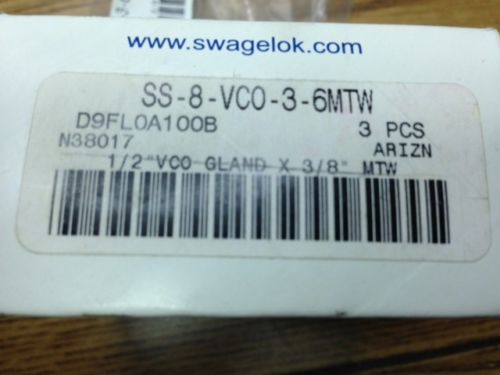 www.swagelok.com
SS-8-VCO-3-6MTW
D9FL0A100B 3 PCS
N38017 ARIZN
1/2"VCO GLAND X 3/8" MTW